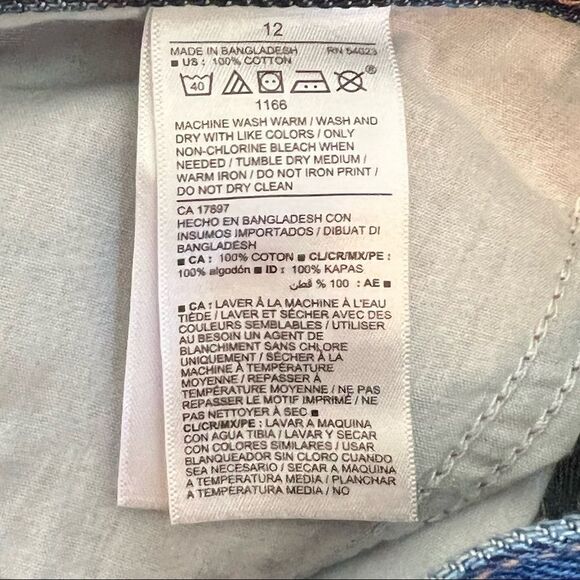 12
MADE IN BANGLADESH RN 54023
■ US: 100% COTTON
40 ®
1166
MACHINE WASH WARM / WASH AND
DRY WITH LIKE COLORS / ONLY
NON-CHLORINE BLEACH WHEN
NEEDED / TUMBLE DRY MEDIUM /
WARM IRON / DO NOT IRON PRINT /
DO NOT DRY CLEAN
CA 17897
HECHO EN BANGLADESH CON
INSUMOS IMPORTADOS / DIBUAT DI
BANGLADESH
■ CA: 100% COTON ■ CL/CR/MX/PE:
100% algodón ■ ID: 100% KAPAS
■ AE: 100 % قطن
■ CA: LAVER À LA MACHINE À L'EAU
TIÈDE / LAVER ET SÉCHER AVEC DES
COULEURS SEMBLABLES / UTILISER
AU BESOIN UN AGENT DE
BLANCHIMENT SANS CHLORE
UNIQUEMENT / SÉCHER À LA
MACHINE À TEMPÉRATURE
MOYENNE / REPASSER À
TEMPÉRATURE MOYENNE / NE PAS
REPASSER LE MOTIF IMPRIMÉ / NE
PAS NETTOYER À SEC ■
CL/CR/MX/PE: LAVAR A MAQUINA
CON AGUA TIBIA / LAVAR Y SECAR
CON COLORES SIMILARES / USAR
BLANQUEADOR SIN CLORO CUANDO
SEA NECESARIO / SECAR A MAQUINA
A TEMPERATURA MEDIA / PLANCHAR
A TEMPERATURA MEDIA / NO